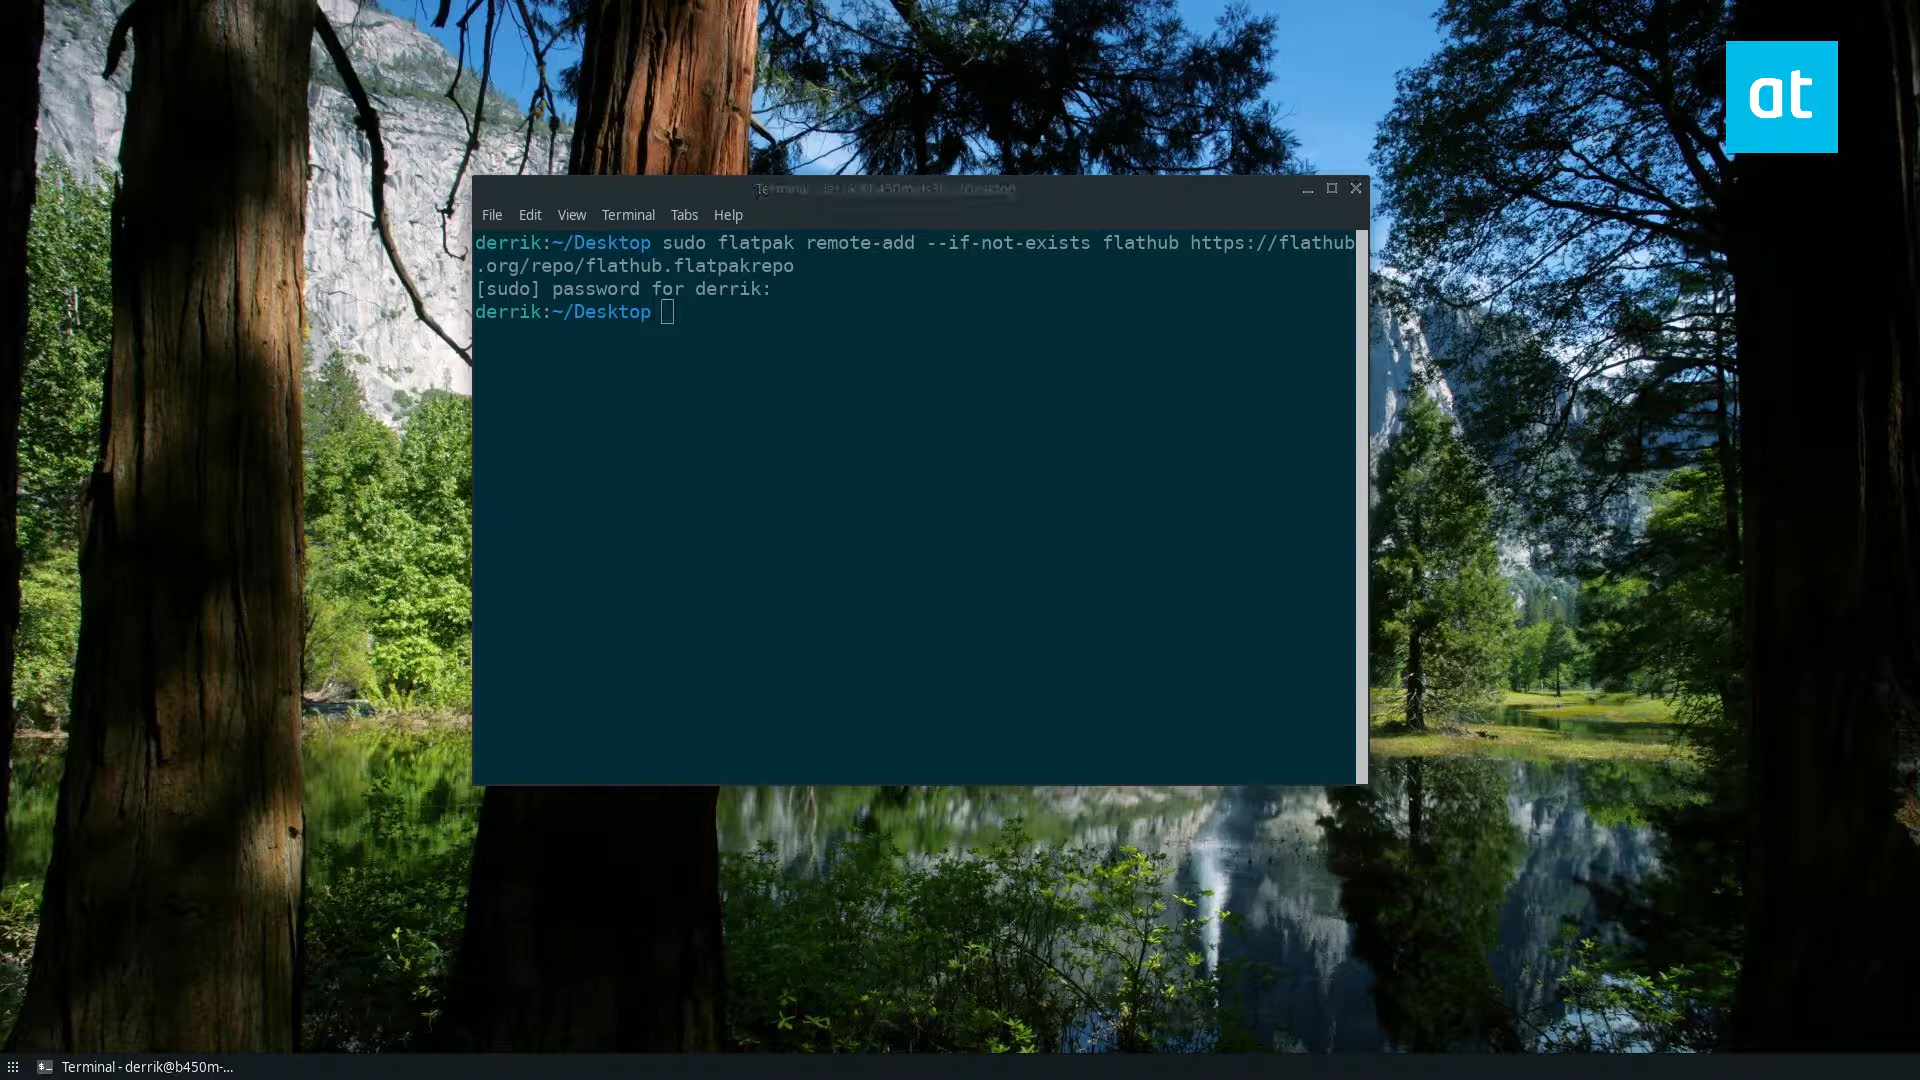 at
Terminal
File Edit View Terminal Tabs Help
derrik:~/Desktop sudo flatpak remote-add --if-not-exists flathub https://flathub
.org/repo/flathub.flatpakrepo
[sudo] password for derrik:
derrik:~/Desktop
Terminal - derrik@b450m-...